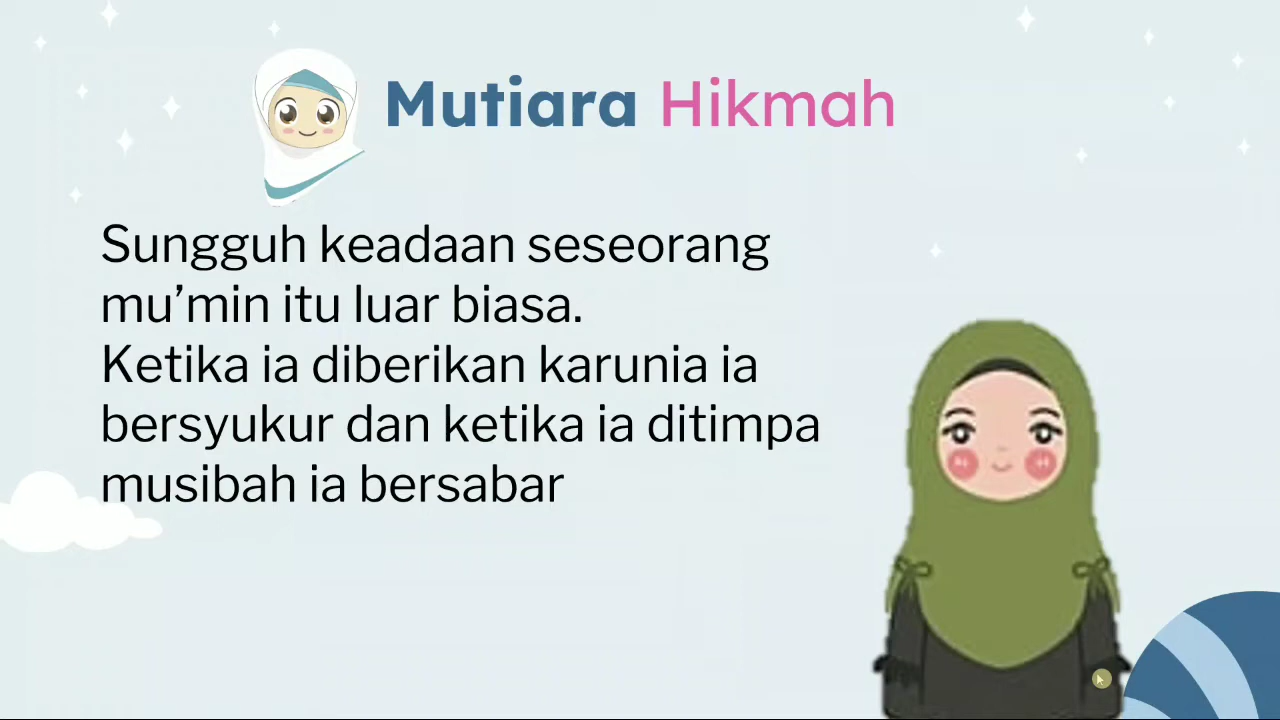 Mutiara Hikmah
Sungguh keadaan seseorang
mu’min itu luar biasa.
Ketika ia diberikan karunia ia
bersyukur dan ketika ia ditimpa
musibah ia bersabar